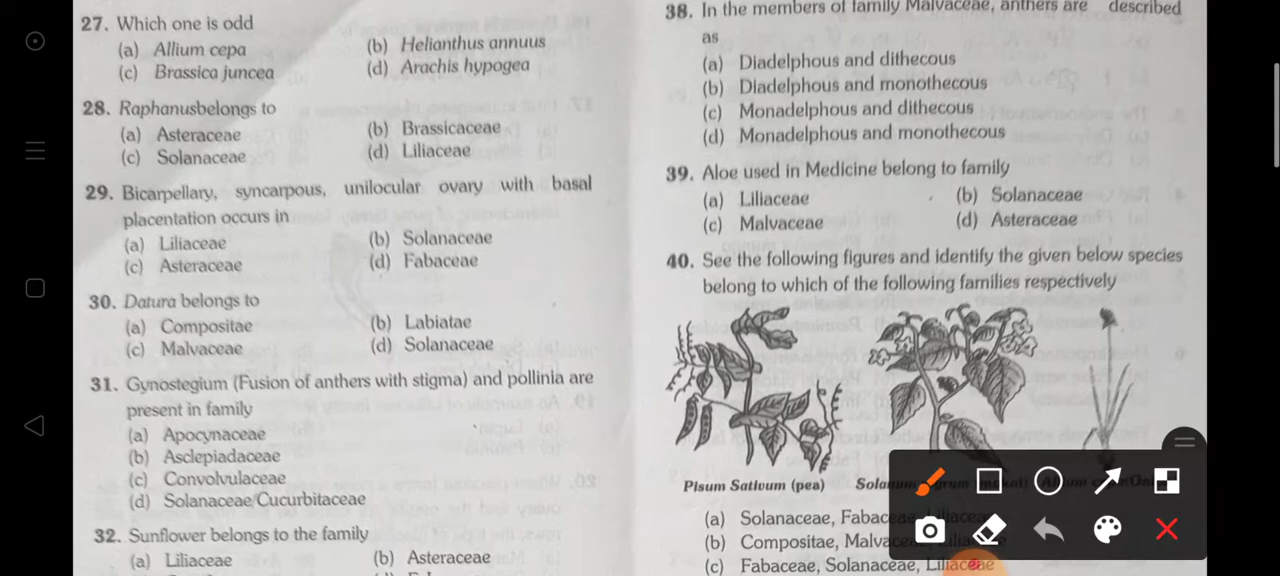 27. Which one is odd
(a) Allium cepa (b) Helianthus annuus
(c) Brassica juncea (d) Arachis hypogea
28. Raphanusbelongs to
(a) Asteraceae (b) Brassicaceae
(c) Solanaceae (d) Liliaceae
29. Bicarpellary, syncarpous, unilocular ovary with basal
placentation occurs in
(a) Liliaceae (b) Solanaceae
(c) Asteraceae (d) Fabaceae
30. Datura belongs to
(a) Compositae (b) Labiatae
(c) Malvaceae (d) Solanaceae
31. Gynostegium (Fusion of anthers with stigma) and pollinia are
present in family
(a) Apocynaceae
(b) Asclepiadaceae
(c) Convolvulaceae
(d) Solanaceae/Cucurbitaceae
32. Sunflower belongs to the family
(a) Liliaceae (b) Asteraceae
38. In the members of family Malvaceae, anthers are described
as
(a) Diadelphous and dithecous
(b) Diadelphous and monothecous
(c) Monadelphous and dithecous
(d) Monadelphous and monothecous
39. Aloe used in Medicine belong to family
(a) Liliaceae (b) Solanaceae
(c) Malvaceae (d) Asteraceae
40. See the following figures and identify the given below species
belong to which of the following families respectively
Pisum Sativum (pea)
(a) Solanaceae,
(b) Compositae,
(c) Fabaceae, Solanaceae, Liliaceae